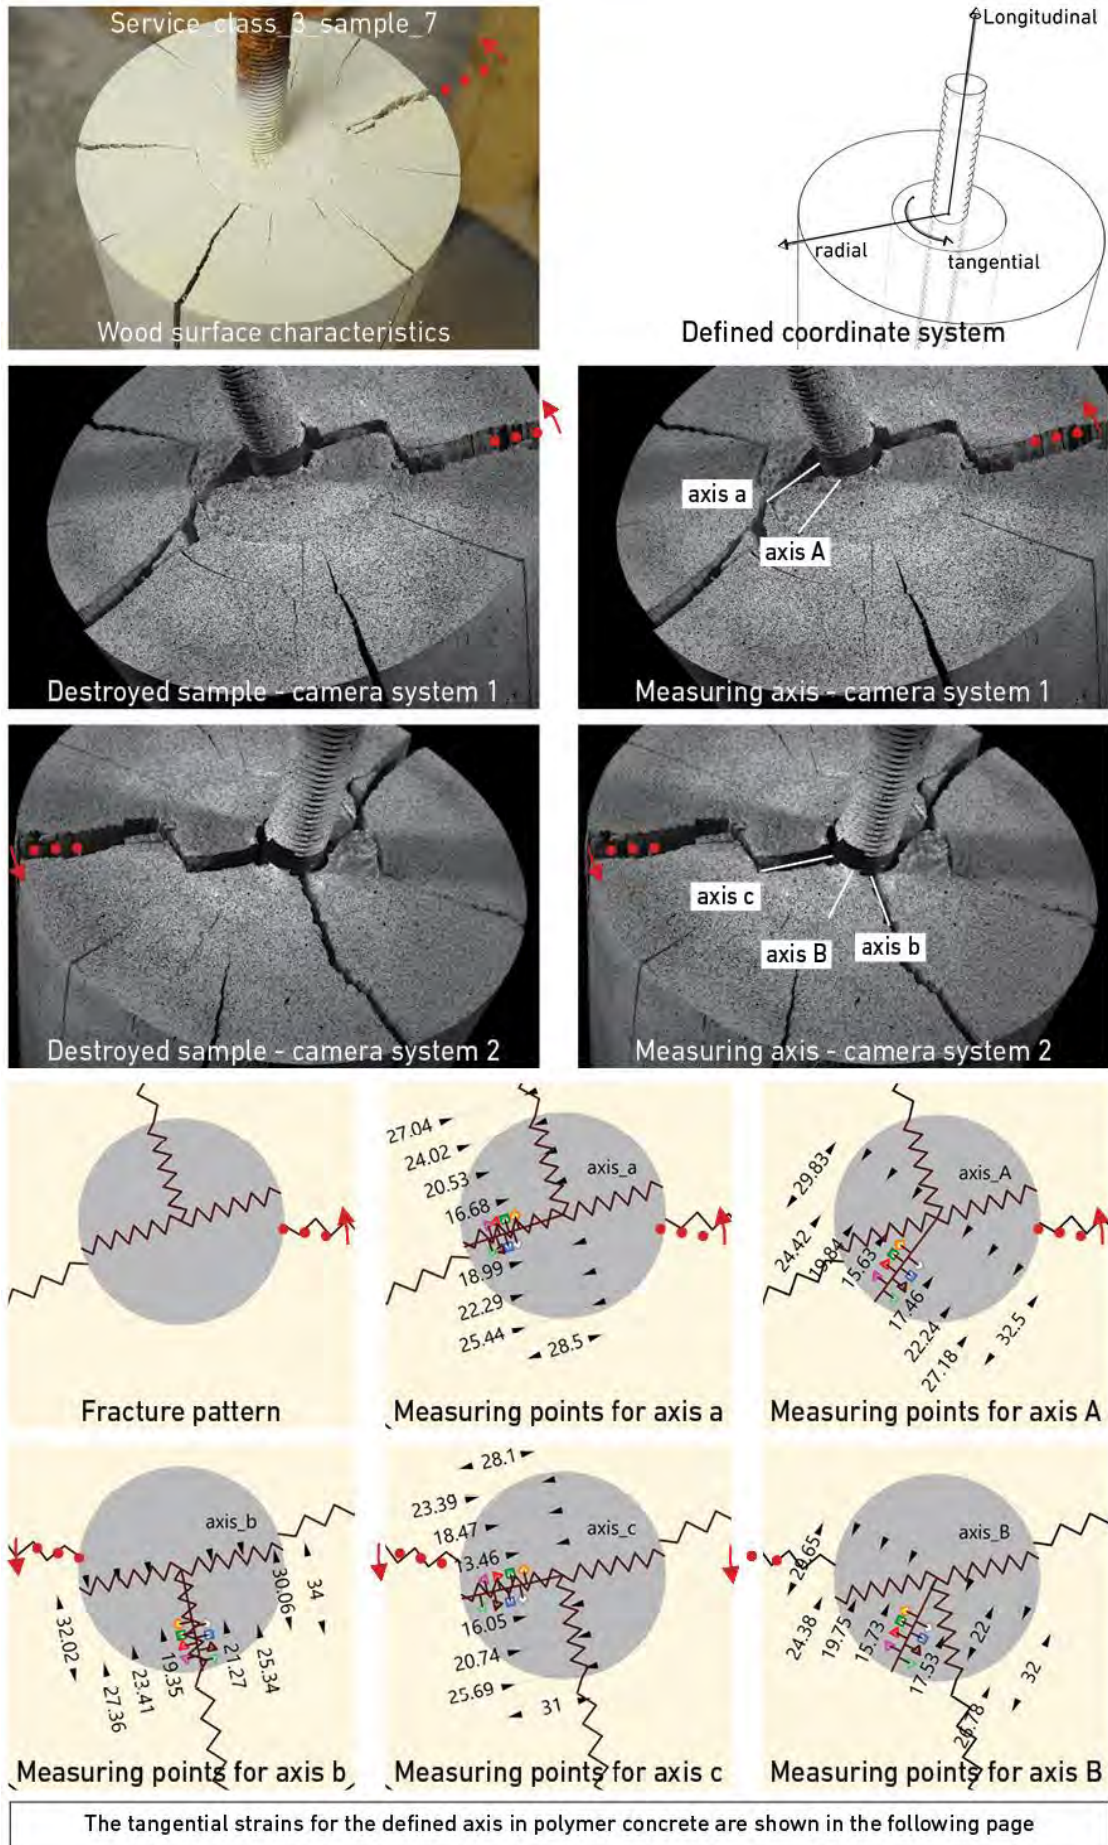 Service_class_3_sample_7
Wood surface characteristics
Longitudinal
radial
tangential
Defined coordinate system
Destroyed sample - camera system 1
axis a
axis A
Measuring axis - camera system 1
Destroyed sample - camera system 2
axis c
axis B
axis b
Measuring axis - camera system 2
Fracture pattern
27.04
24.02
20.53
16.68
axis_a
18.99
22.29
25.44
28.5
Measuring points for axis a
29.83
24.42
19.84
15.63
axis_A
17.46
22.24
27.18
32.5
Measuring points for axis A
axis_b
32.02
27.36
23.41
19.35
21.27
25.34
30.06
34
Measuring points for axis b
28.1
23.39
18.47
13.46
axis_c
16.05
20.74
25.69
31
Measuring points for axis c
24.38
19.75
15.73
axis_B
17.53
22
26.78
32
Measuring points for axis B
The tangential strains for the defined axis in polymer concrete are shown in the following page